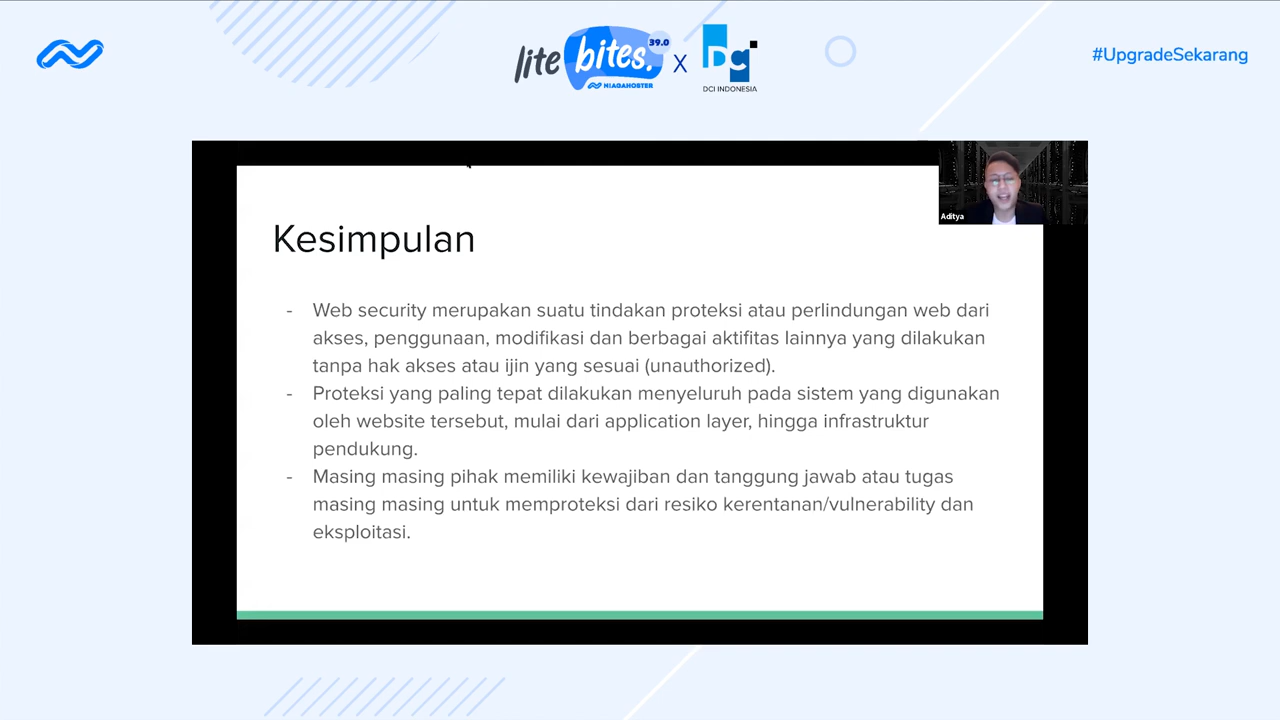 lite bites. 39.0
NIAGAHOSTER
X
DCI
DCI INDONESIA
#UpgradeSekarang
Aditya
Kesimpulan
- Web security merupakan suatu tindakan proteksi atau perlindungan web dari
akses, penggunaan, modifikasi dan berbagai aktifitas lainnya yang dilakukan
tanpa hak akses atau ijin yang sesuai (unauthorized).
- Proteksi yang paling tepat dilakukan menyeluruh pada sistem yang digunakan
oleh website tersebut, mulai dari application layer, hingga infrastruktur
pendukung.
- Masing masing pihak memiliki kewajiban dan tanggung jawab atau tugas
masing masing untuk memproteksi dari resiko kerentanan/vulnerability dan
eksploitasi.